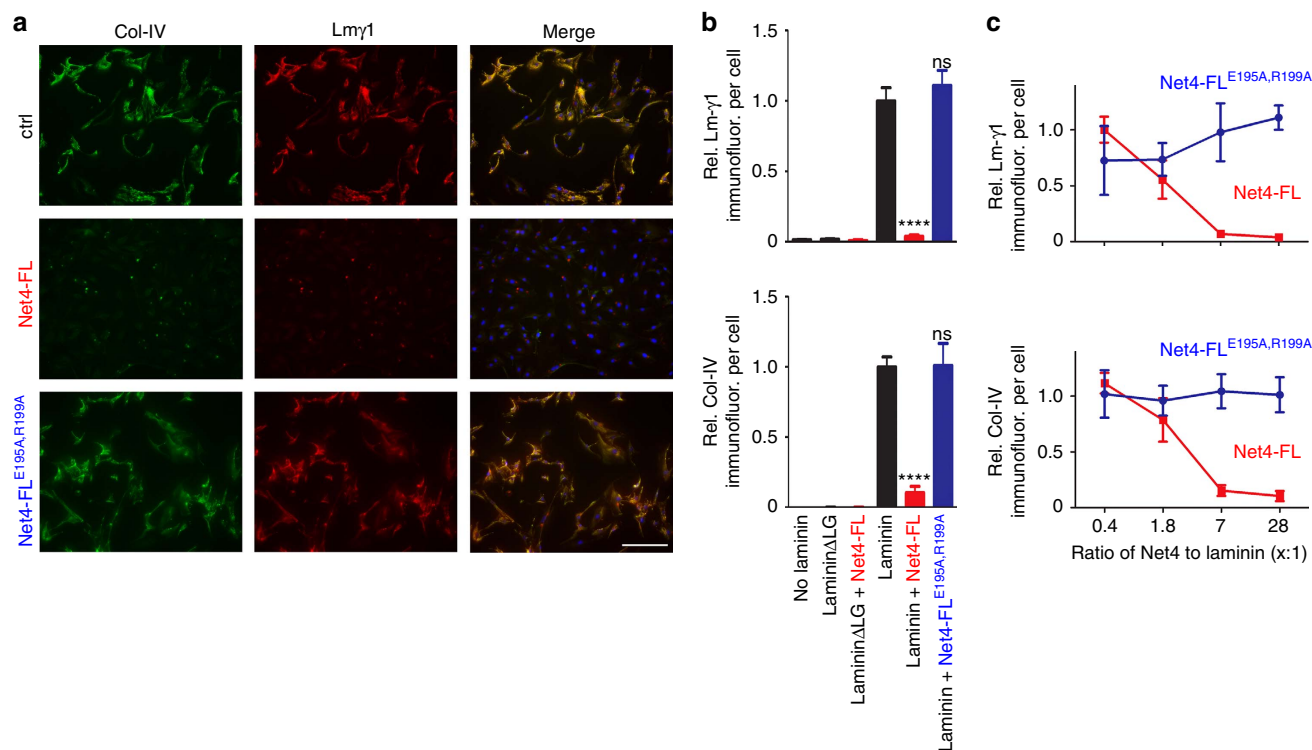 a
Col-IV
Lmγ1
Merge
ctrl
Net4-FL
Net4-FL^E195A,R199A
b
1.5
1.0
0.5
0
Rel. Lm-γ1
immunofluor. per cell
****
ns
1.5
1.0
0.5
0
Rel. Col-IV
immunofluor. per cell
****
ns
No laminin
LamininΔLG
LamininΔLG + Net4-FL
Laminin
Laminin + Net4-FL
Laminin + Net4-FL^E195A,R199A
c
Net4-FL^E195A,R199A
1.0
0.5
0
Rel. Lm-γ1
immunofluor. per cell
Net4-FL
Net4-FL^E195A,R199A
1.0
0.5
0
Rel. Col-IV
immunofluor. per cell
Net4-FL
0.4 1.8 7 28
Ratio of Net4 to laminin (x:1)